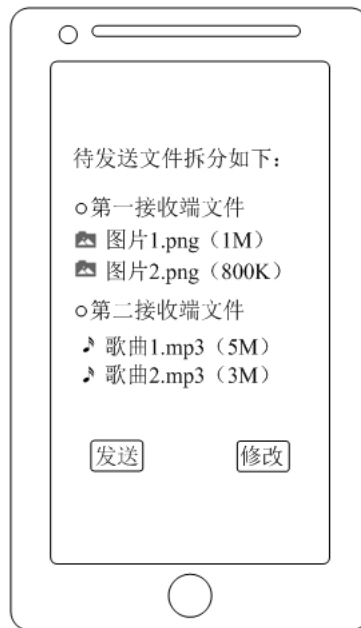 待发送文件拆分如下：
第一接收端文件
图片1.png（1M）
图片2.png（800K）
第二接收端文件
歌曲1.mp3（5M）
歌曲2.mp3（3M）
发送 修改